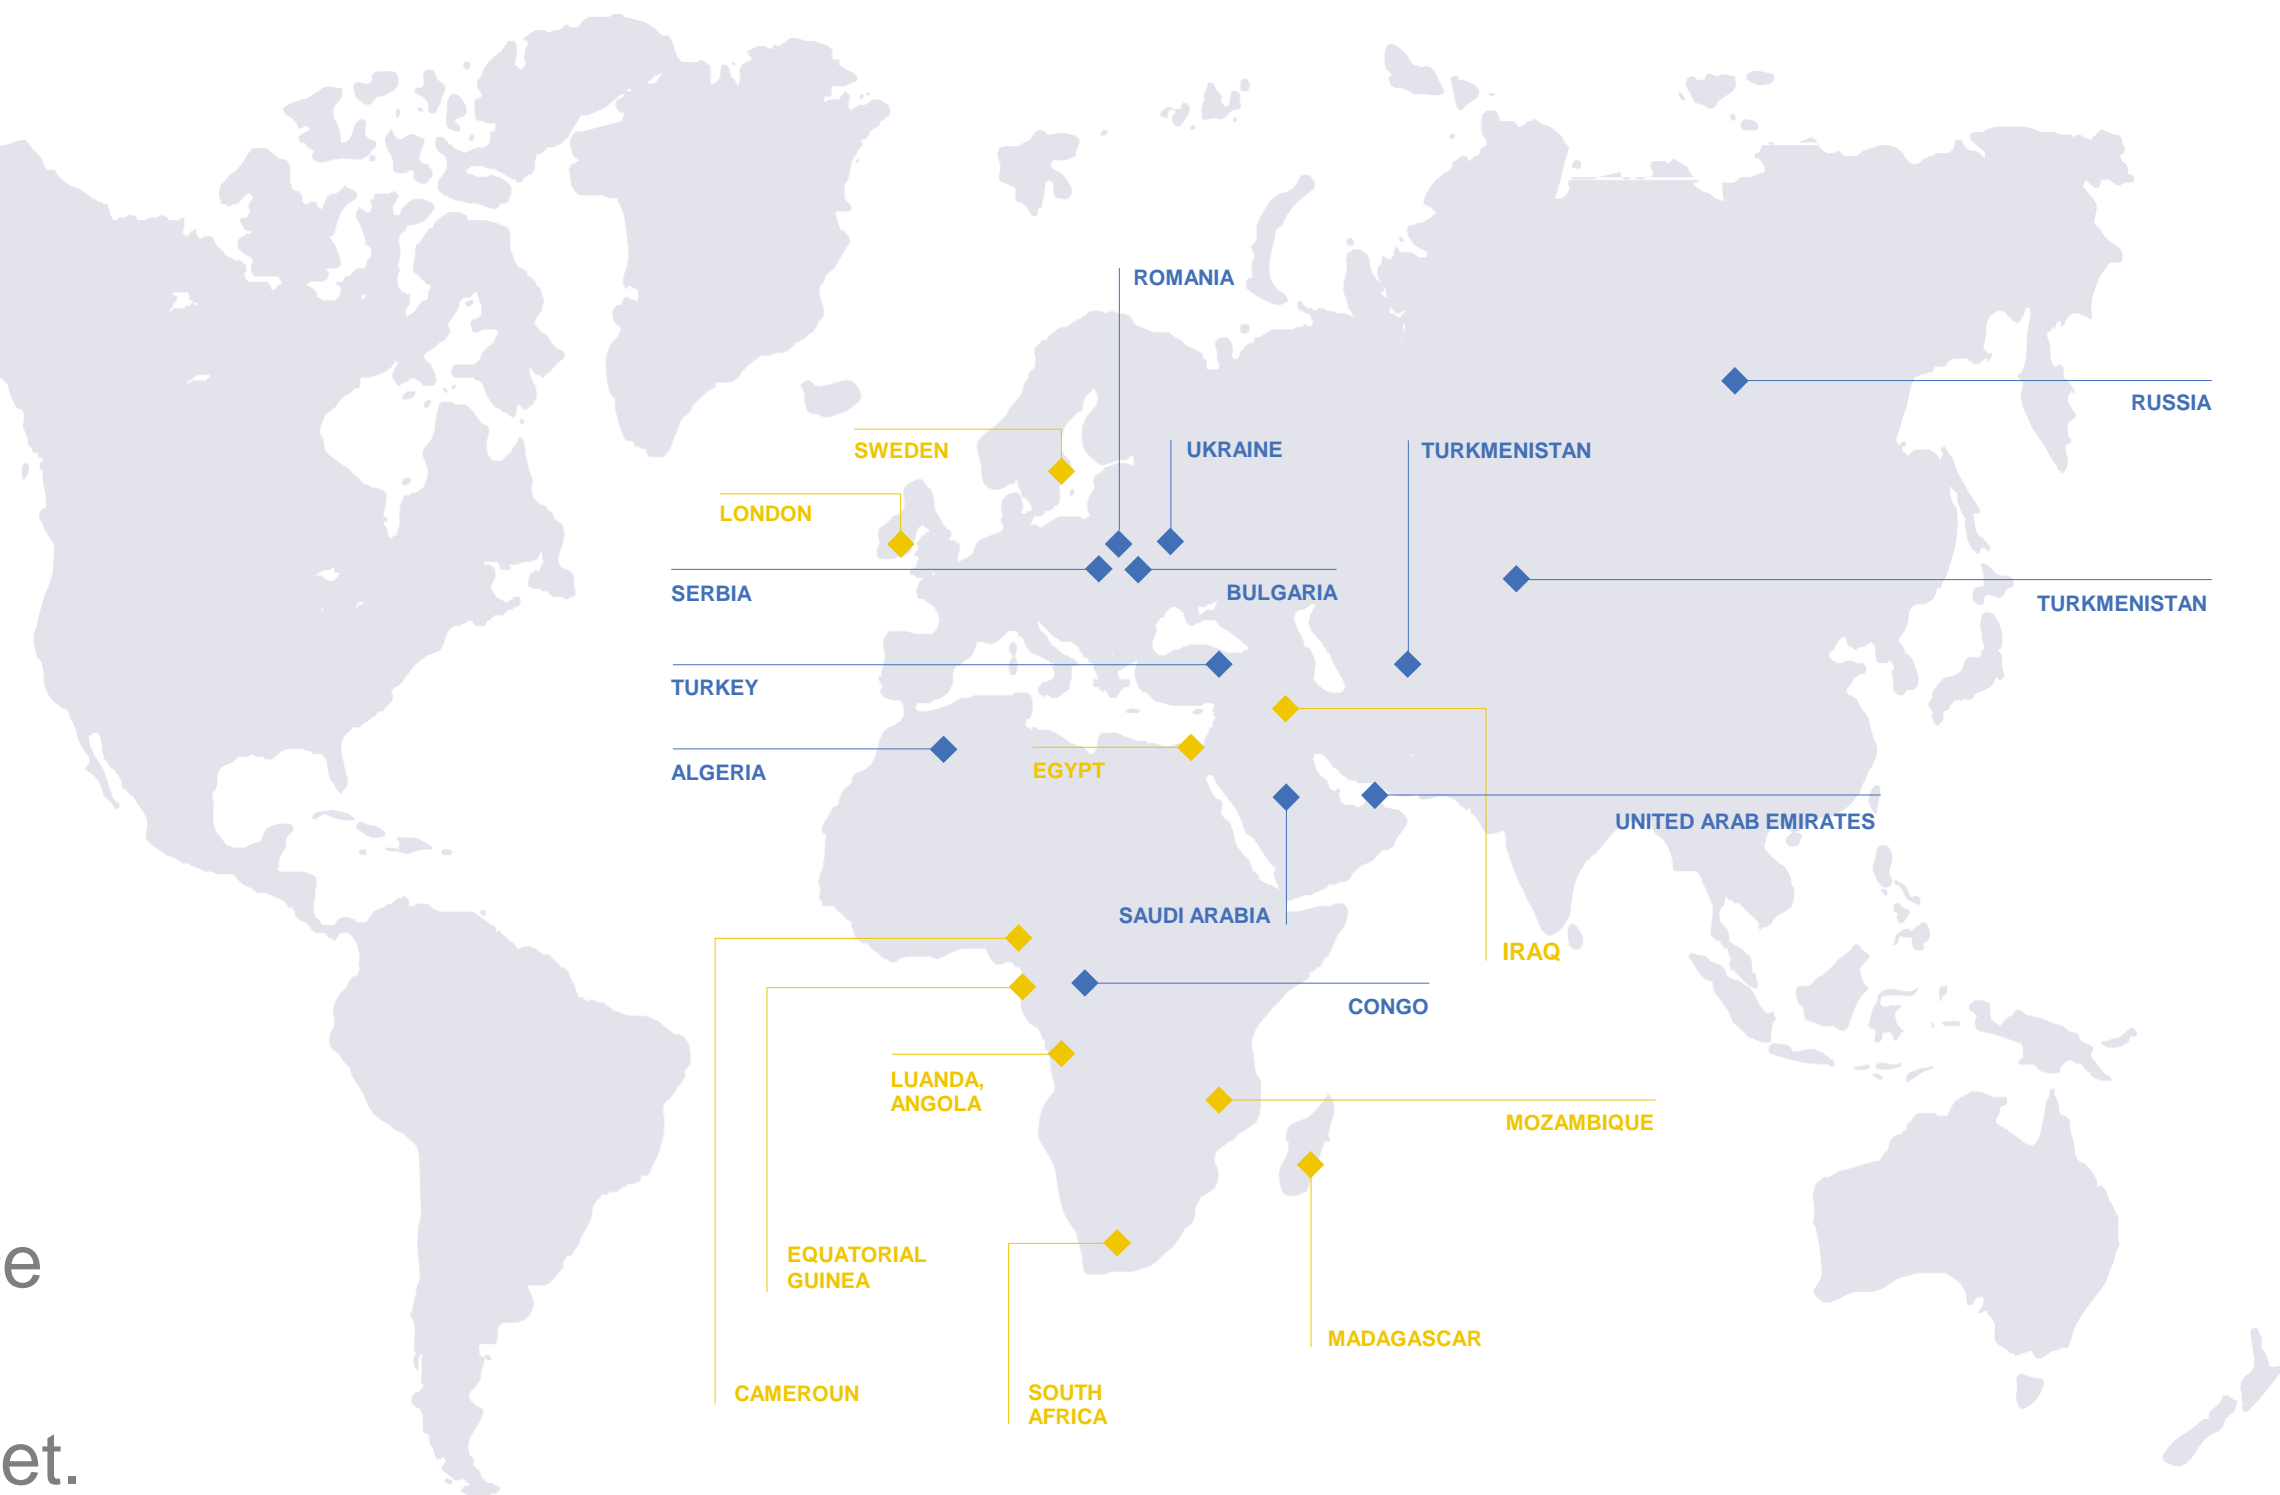 ROMANIA
RUSSIA
SWEDEN
UKRAINE
TURKMENISTAN
LONDON
SERBIA
BULGARIA
TURKMENISTAN
TURKEY
ALGERIA
EGYPT
UNITED ARAB EMIRATES
SAUDI ARABIA
IRAQ
CONGO
LUANDA,
ANGOLA
MOZAMBIQUE
EQUATORIAL
GUINEA
e
MADAGASCAR
CAMEROUN
SOUTH
AFRICA
et.